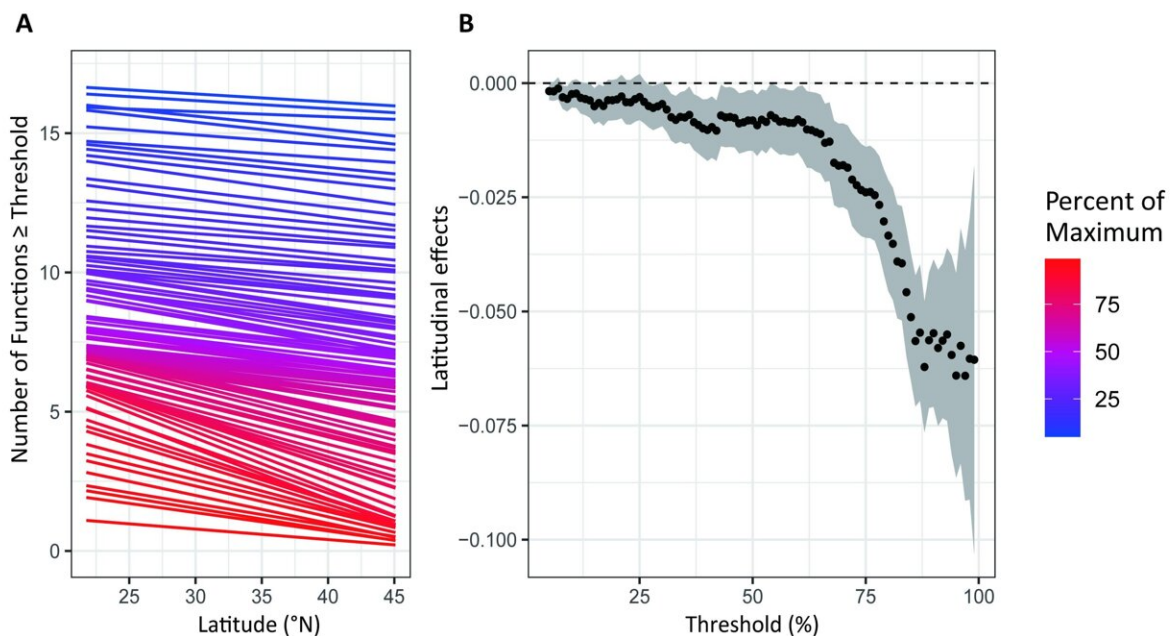 A
Number of Functions ≥ Threshold
15
10
5
0
25
30
35
40
45
Latitude (°N)
B
Latitudinal effects
0.000
−0.025
−0.050
−0.075
−0.100
25
50
75
100
Threshold (%)
Percent of
Maximum
75
50
25